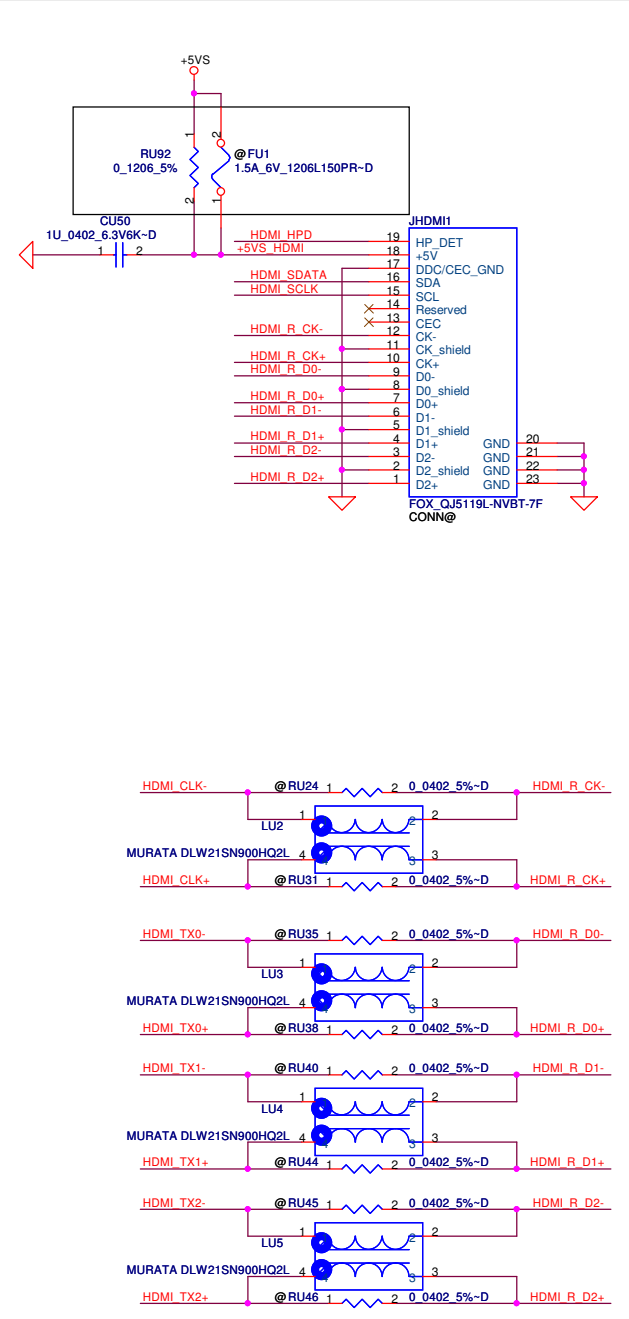 +5VS
1
2
RU92
0_1206_5%
@FU1
1.5A_6V_1206L150PR~D
2
1
CU50
1U_0402_6.3V6K~D
1
2
JHDMI1
HDMI_HPD
19
HP_DET
+5VS_HDMI
18
+5V
17
DDC/CEC_GND
HDMI_SDATA
16
SDA
HDMI_SCLK
15
SCL
14
Reserved
13
CEC
HDMI_R_CK-
12
CK-
11
CK_shield
HDMI_R_CK+
10
CK+
HDMI_R_D0-
9
D0-
8
D0_shield
HDMI_R_D0+
7
D0+
HDMI_R_D1-
6
D1-
5
D1_shield
HDMI_R_D1+
4
D1+
GND
20
HDMI_R_D2-
3
D2-
GND
21
2
D2_shield
GND
22
HDMI_R_D2+
1
D2+
GND
23
FOX_QJ5119L-NVBT-7F
CONN@
HDMI_CLK-
@RU24
1
2
0_0402_5%~D
HDMI_R_CK-
1
2
2
LU2
MURATA DLW21SN900HQ2L
4
3
3
HDMI_CLK+
@RU31
1
2
0_0402_5%~D
HDMI_R_CK+
HDMI_TX0-
@RU35
1
2
0_0402_5%~D
HDMI_R_D0-
1
2
2
LU3
MURATA DLW21SN900HQ2L
4
3
3
HDMI_TX0+
@RU38
1
2
0_0402_5%~D
HDMI_R_D0+
HDMI_TX1-
@RU40
1
2
0_0402_5%~D
HDMI_R_D1-
1
2
2
LU4
MURATA DLW21SN900HQ2L
4
3
3
HDMI_TX1+
@RU44
1
2
0_0402_5%~D
HDMI_R_D1+
HDMI_TX2-
@RU45
1
2
0_0402_5%~D
HDMI_R_D2-
1
2
2
LU5
MURATA DLW21SN900HQ2L
4
3
3
HDMI_TX2+
@RU46
1
2
0_0402_5%~D
HDMI_R_D2+